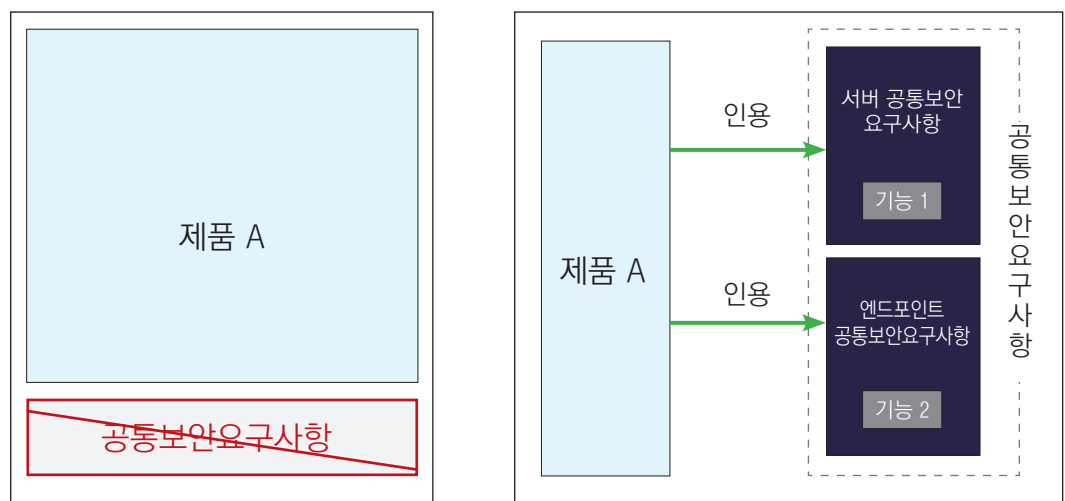 제품 A
공통보안요구사항
제품 A
인용
인용
서버 공통보안
요구사항
기능 1
엔드포인트
공통보안요구사항
기능 2
공통보안요구사항